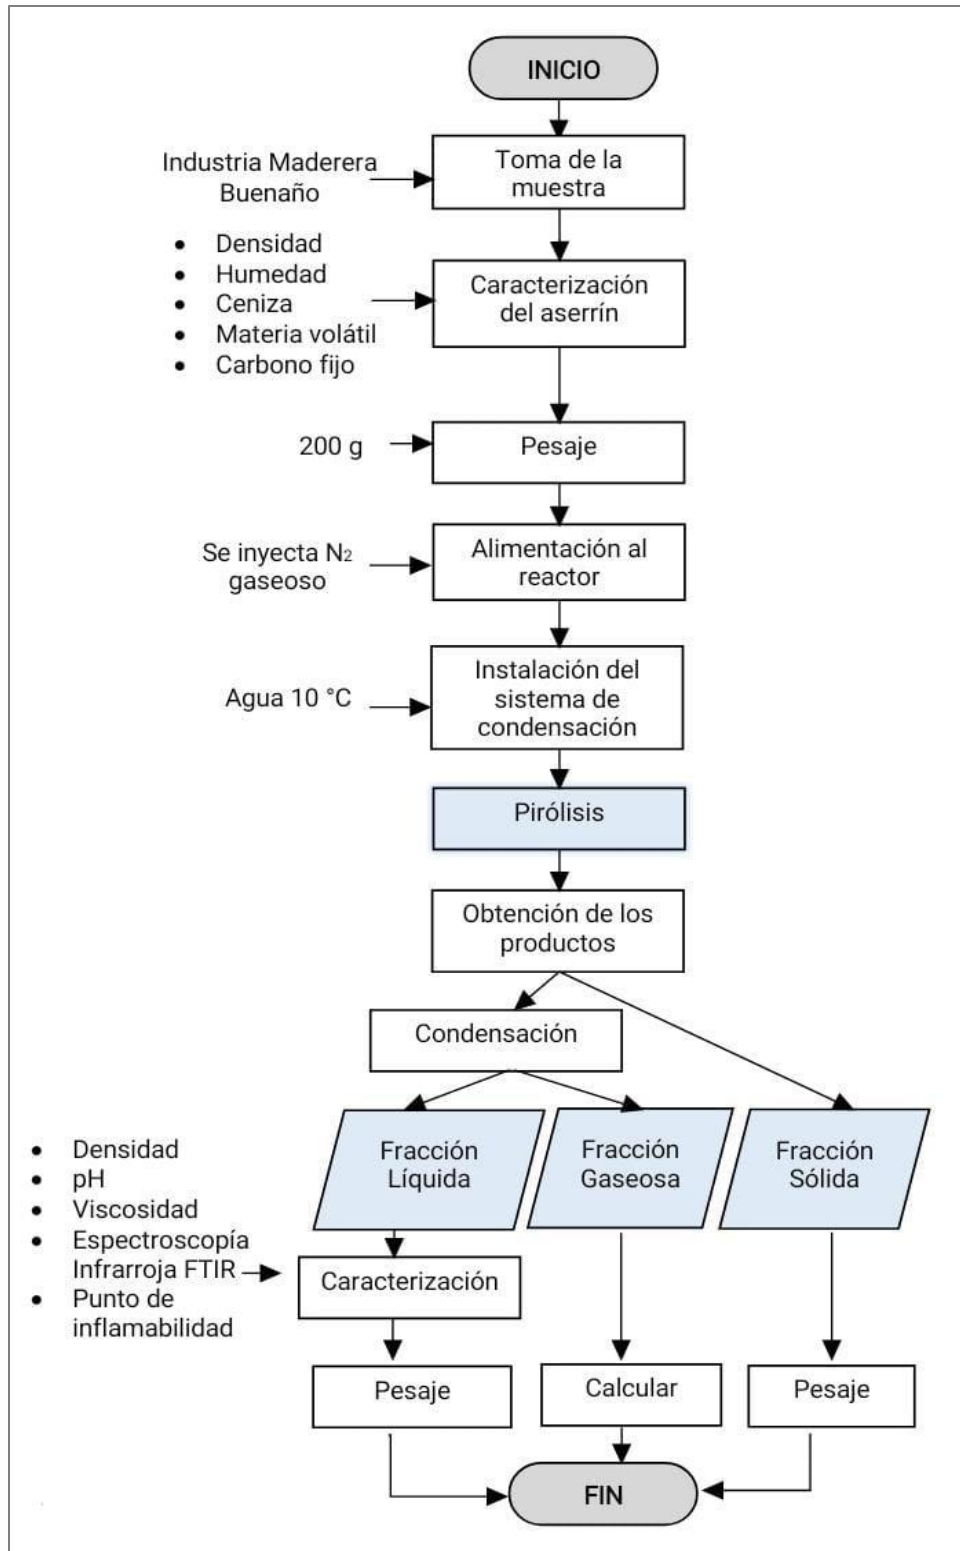 INICIO
Toma de la
muestra
Industria Maderera
Buenaño
• Densidad
• Humedad
• Ceniza
• Materia volátil
• Carbono fijo
Caracterización
del aserrín
200 g
Pesaje
Se inyecta N₂
gaseoso
Alimentación al
reactor
Agua 10 °C
Instalación del
sistema de
condensación
Pirólisis
Obtención de los
productos
Condensación
Fracción
Líquida
Fracción
Gaseosa
Fracción
Sólida
• Densidad
• pH
• Viscosidad
• Espectroscopía
Infrarroja FTIR
• Punto de
inflamabilidad
Caracterización
Pesaje
Calcular
Pesaje
FIN